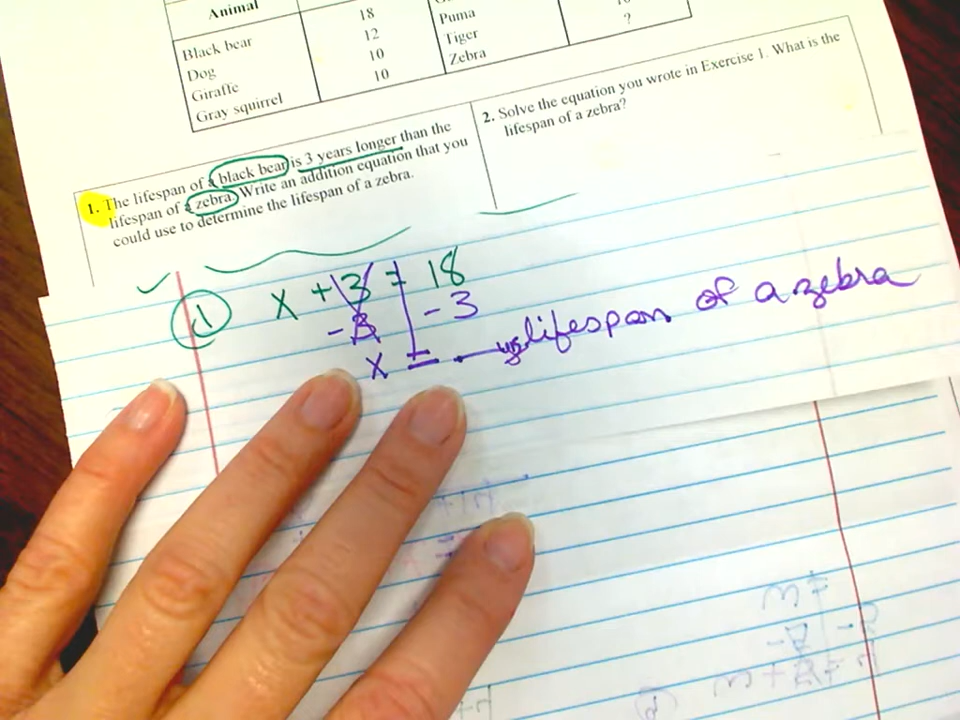 Animal
Black bear 18
Dog 12
Giraffe 10
Gray squirrel 10
Puma
Tiger
Zebra ?
1. The lifespan of a black bear is 3 years longer than the
lifespan of a zebra. Write an addition equation that you
could use to determine the lifespan of a zebra.
2. Solve the equation you wrote in Exercise 1. What is the
lifespan of a zebra?
1 x + 3 = 18
- 3 - 3
x = lifespan of a zebra